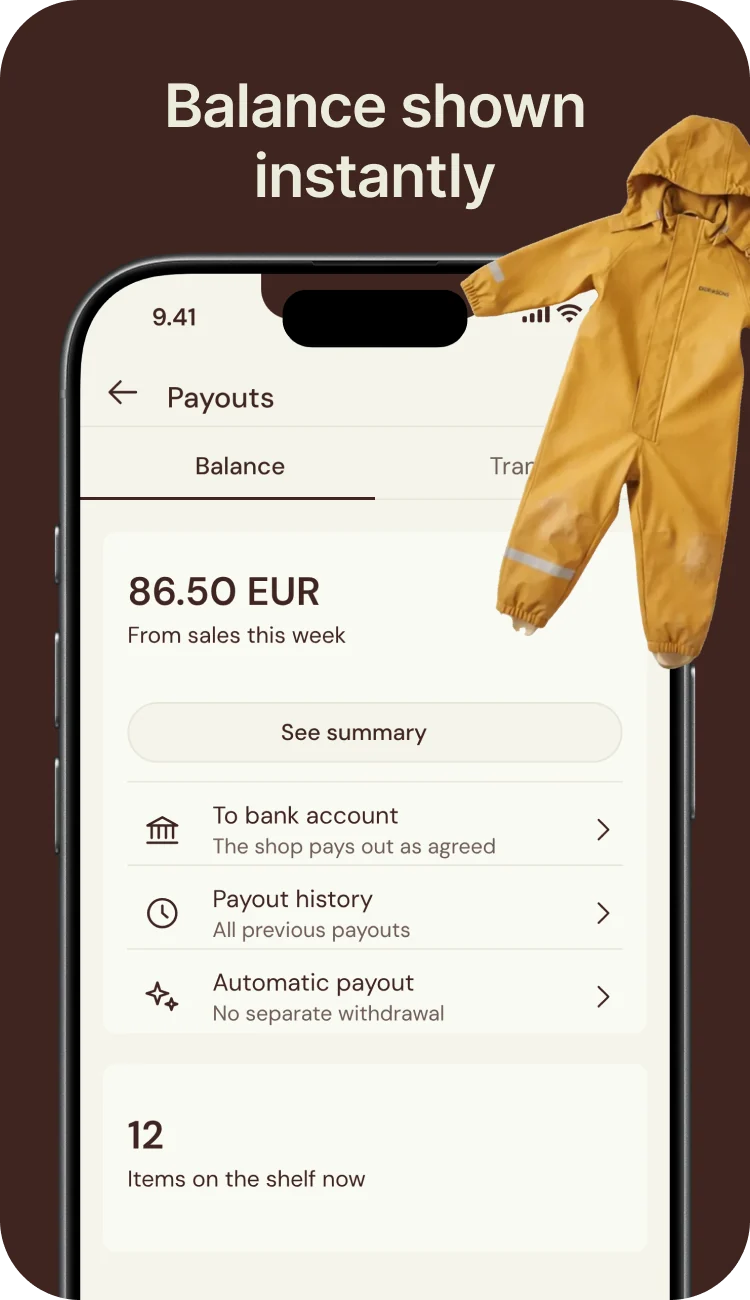 Balance shown
instantly
9.41
Payouts
Balance
86.50 EUR
From sales this week
See summary
To bank account
The shop pays out as agreed
Payout history
All previous payouts
Automatic payout
No separate withdrawal
12
Items on the shelf now